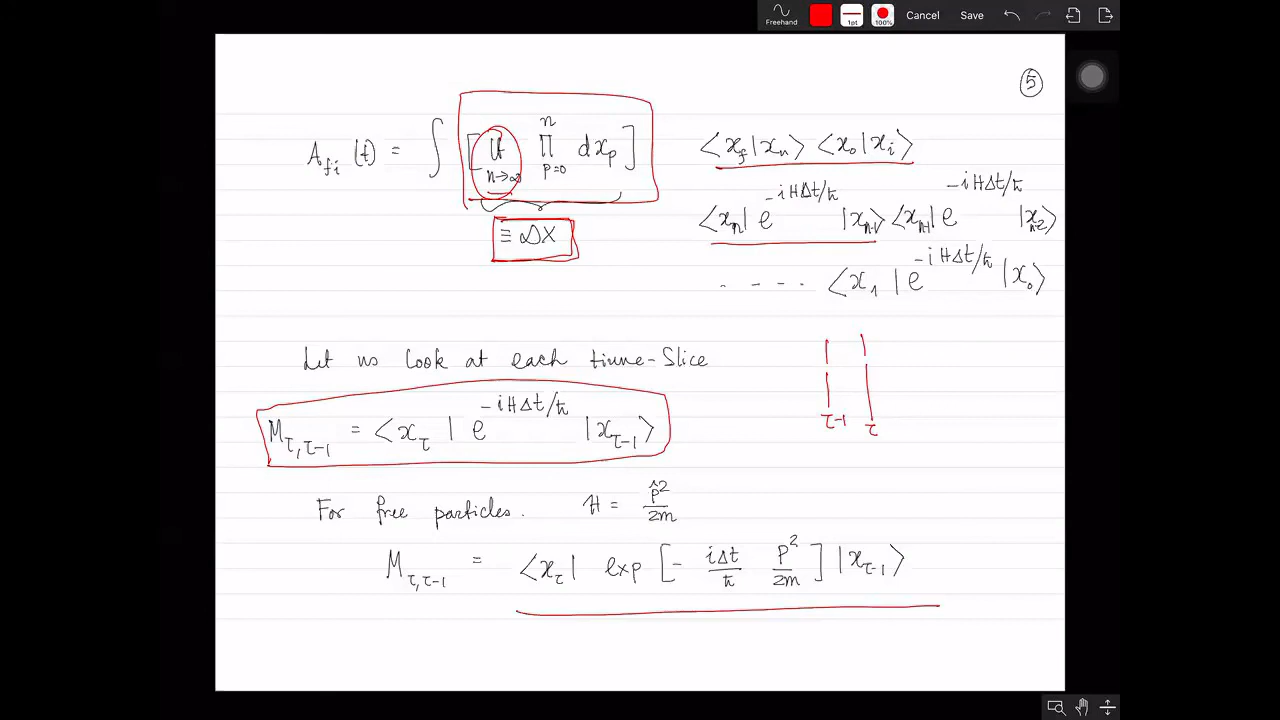 Freehand 1pt 100% Cancel Save
5
A_fi (t) = ∫ [ Lt_{n→∞} ∏_{p=0}^{n} dx_p ] ⟨x_f|x_n⟩ ⟨x_0|x_i⟩
≡ 𝒟X
⟨x_n| e^{-iHΔt/ħ} |x_{n-1}⟩ ⟨x_{n-1}| e^{-iHΔt/ħ} |x_{n-2}⟩
. - - - . ⟨x_1 | e^{-iHΔt/ħ} |x_0⟩
Let us look at each time-Slice
τ-1 τ
M_{τ,τ-1} = ⟨x_τ | e^{-iHΔt/ħ} |x_{τ-1}⟩
For free particles. H = p̂²/2m
M_{τ,τ-1} = ⟨x_τ| exp [- iΔt/ħ p²/2m ] |x_{τ-1}⟩